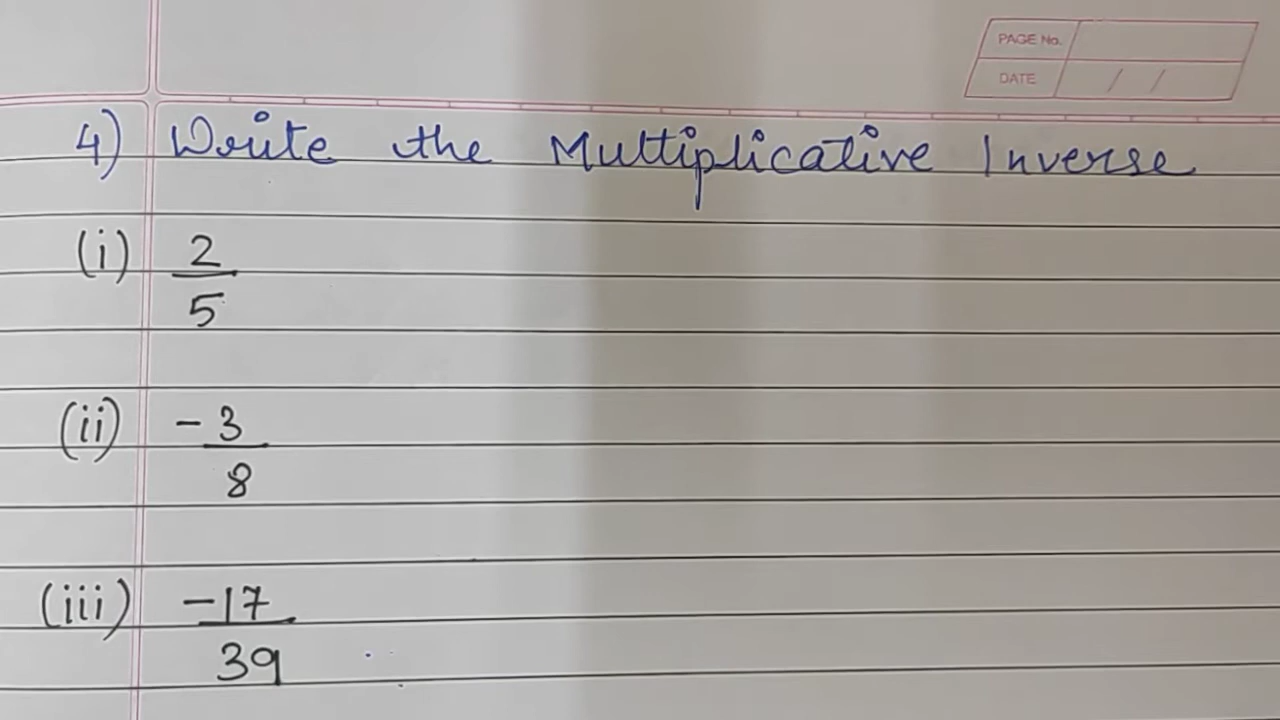 PAGE No.
DATE / /
4) Write the Multiplicative Inverse
(i) 2/5
(ii) -3/8
(iii) -17/39